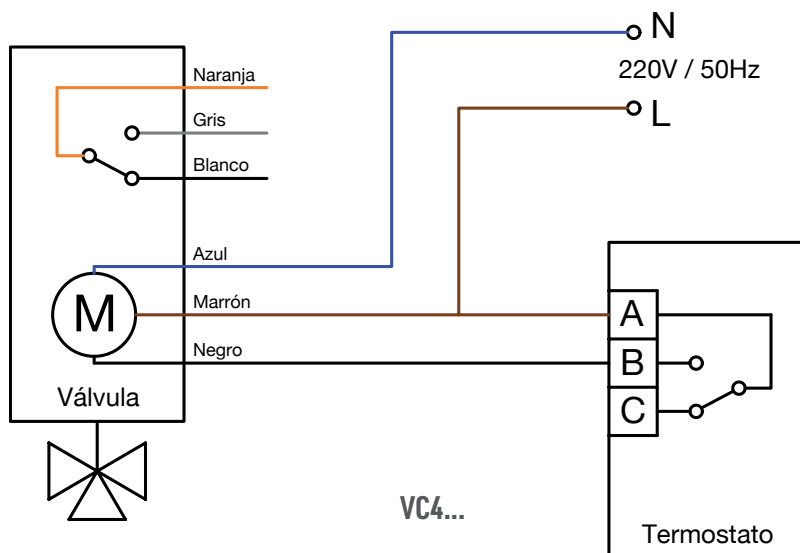 N
220V / 50Hz
L
Naranja
Gris
Blanco
Azul
Marrón
Negro
M
Válvula
A
B
C
VC4...
Termostato